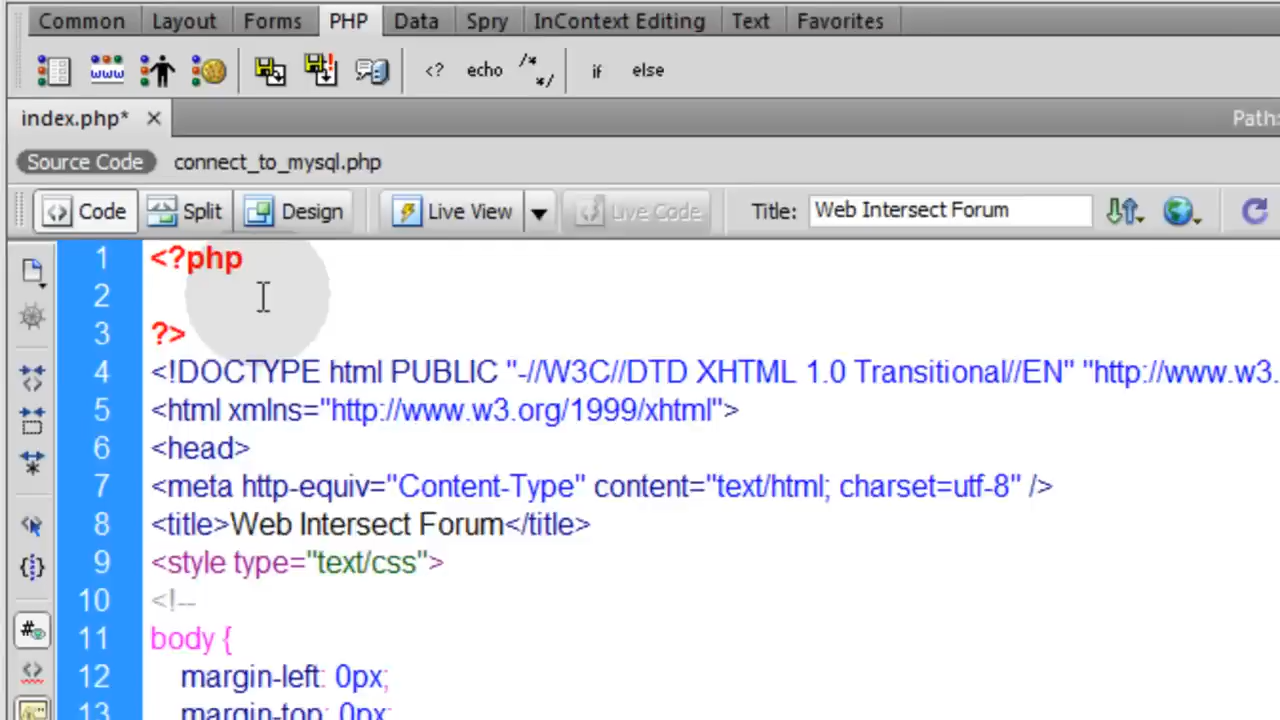 Common Layout Forms PHP Data Spry InContext Editing Text Favorites
www <? echo /* */ if else
index.php* Path:
Source Code connect_to_mysql.php
Code Split Design Live View Live Code Title: Web Intersect Forum
1 <?php
2
3 ?>
4 <!DOCTYPE html PUBLIC "-//W3C//DTD XHTML 1.0 Transitional//EN" "http://www.w3.
5 <html xmlns="http://www.w3.org/1999/xhtml">
6 <head>
7 <meta http-equiv="Content-Type" content="text/html; charset=utf-8" />
8 <title>Web Intersect Forum</title>
9 <style type="text/css">
10 <!--
11 body {
12 margin-left: 0px;
13 margin-top: 0px;